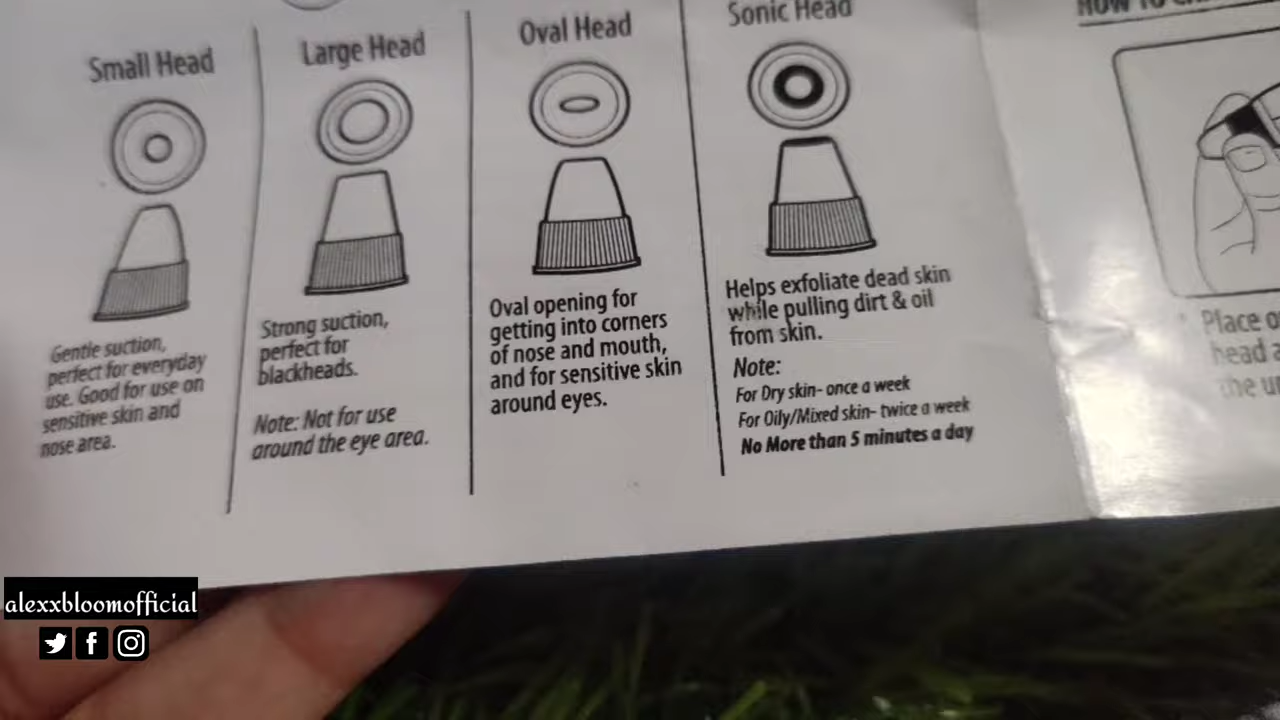 Small Head
Gentle suction,
perfect for everyday
use. Good for use on
sensitive skin and
nose area.
Large Head
Strong suction,
perfect for
blackheads.
Note: Not for use
around the eye area.
Oval Head
Oval opening for
getting into corners
of nose and mouth,
and for sensitive skin
around eyes.
Sonic Head
Helps exfoliate dead skin
while pulling dirt & oil
from skin.
Note:
For Dry skin- once a week
For Oily/Mixed skin- twice a week
No More than 5 minutes a day
HOW TO
Place
head
the
alexxbloomofficial